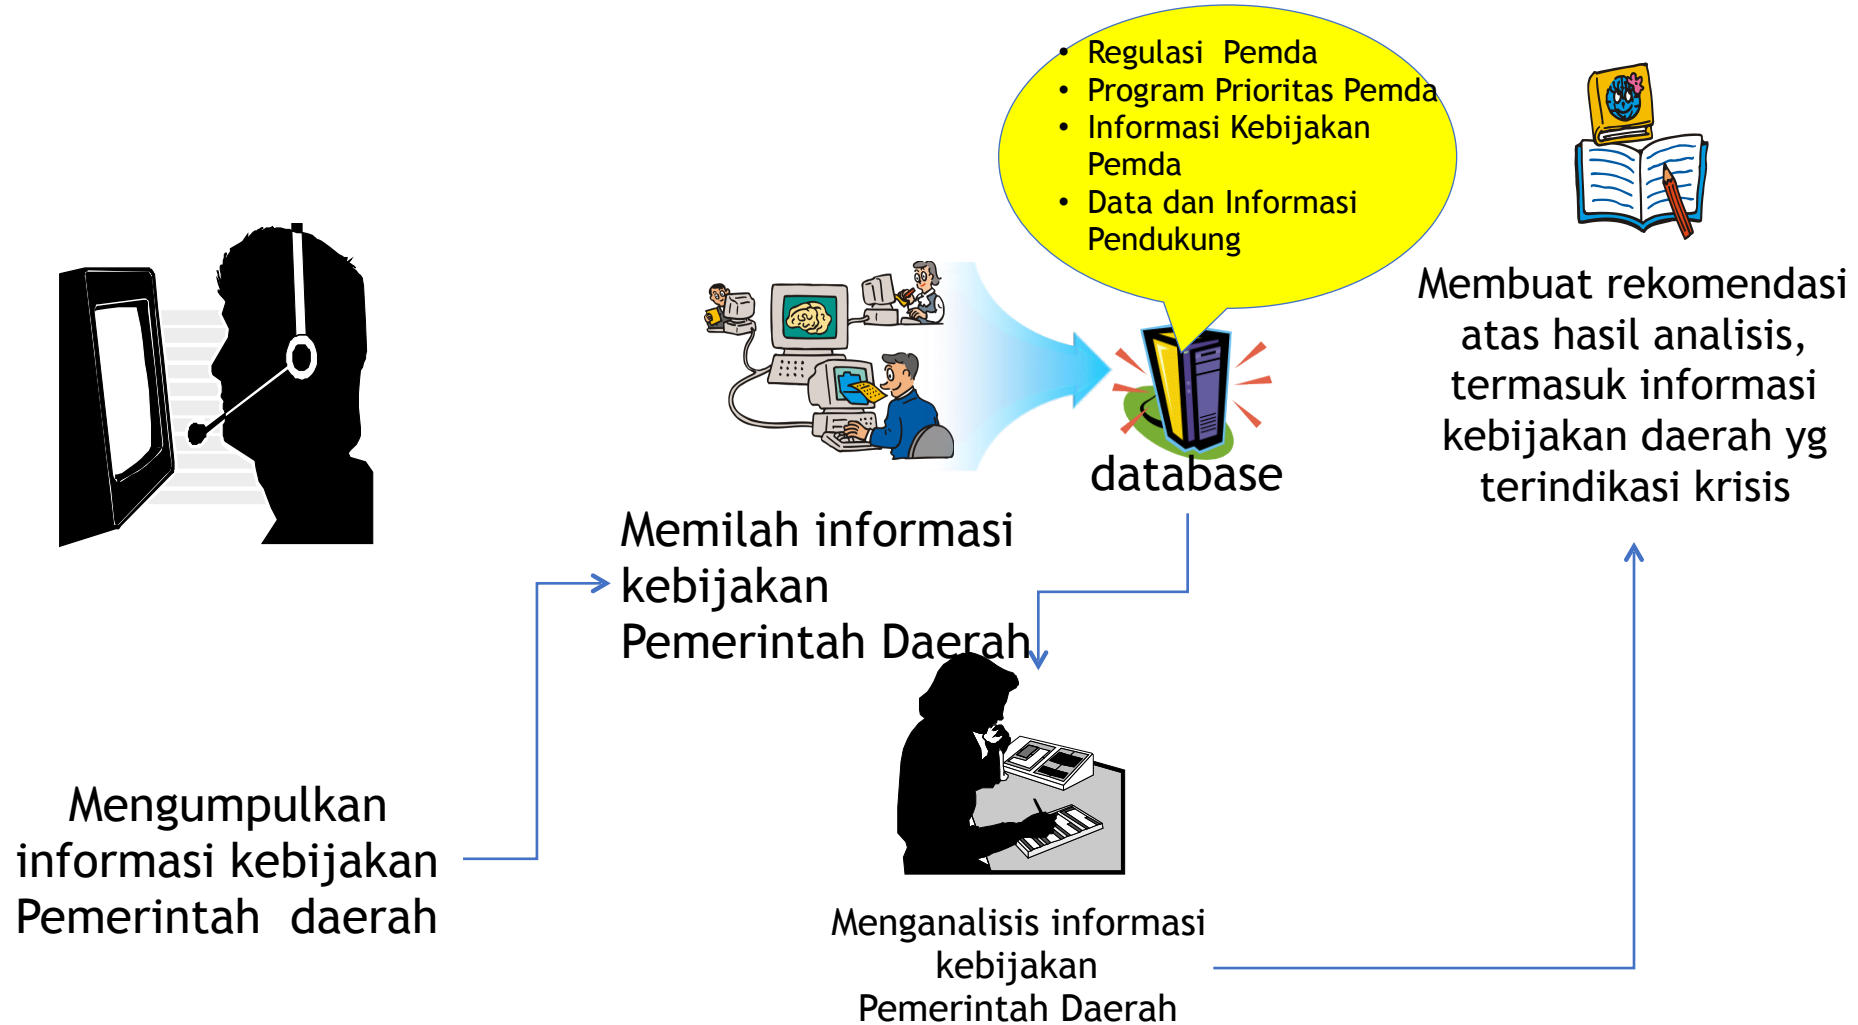 • Regulasi Pemda
• Program Prioritas Pemda
• Informasi Kebijakan
Pemda
• Data dan Informasi
Pendukung
Membuat rekomendasi
atas hasil analisis,
termasuk informasi
kebijakan daerah yg
terindikasi krisis
database
Memilah informasi
kebijakan
Pemerintah Daerah
Mengumpulkan
informasi kebijakan
Pemerintah daerah
Menganalisis informasi
kebijakan
Pemerintah Daerah